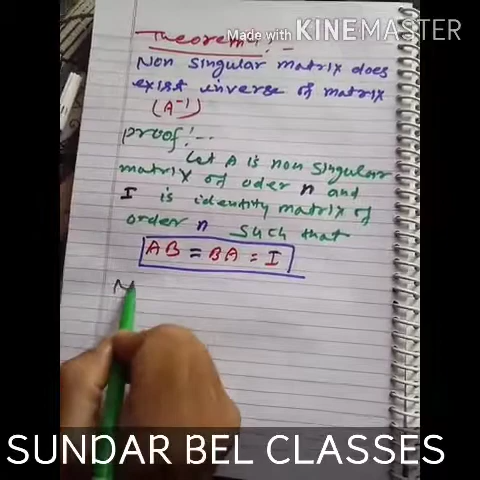 Made with KINEMASTER
Theorem:-
Non singular matrix does
exist inverse of matrix
(A⁻¹)
proof:-
Let A is non singular
matrix of oder n and
I is identity matrix of
order n such that
AB = BA = I
SUNDAR BEL CLASSES